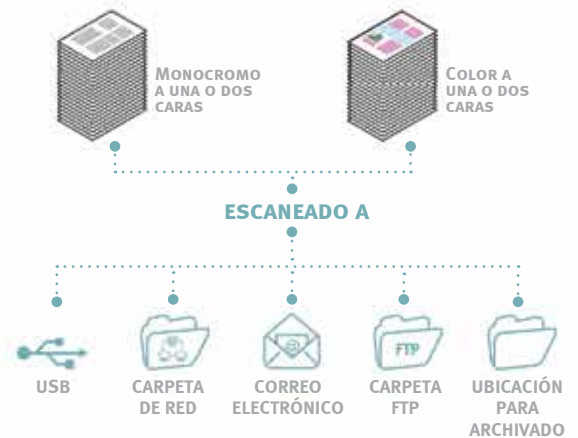 MONOCROMO
A UNA O DOS
CARAS
COLOR A
UNA O DOS
CARAS
ESCANEADO A
USB
CARPETA
DE RED
@
CORREO
ELECTRÓNICO
FTP
CARPETA
FTP
UBICACIÓN
PARA
ARCHIVADO